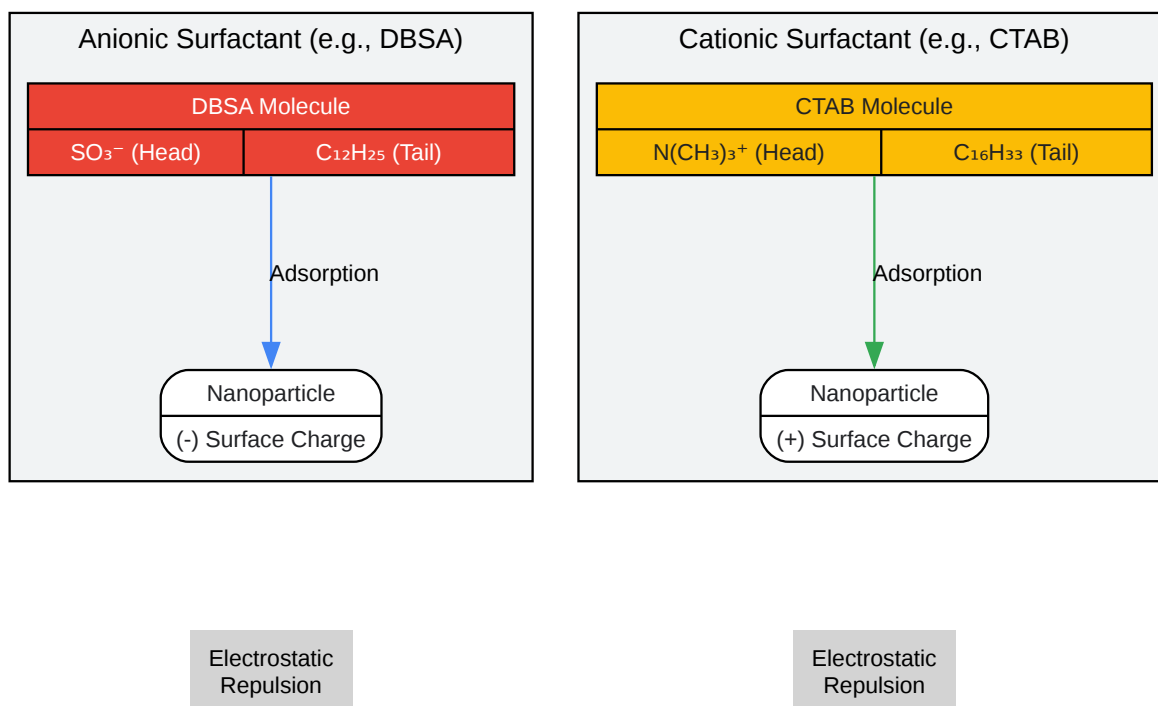 Anionic Surfactant (e.g., DBSA)
DBSA Molecule
SO₃⁻ (Head)
C₁₂H₂₅ (Tail)
Adsorption
Nanoparticle
(-) Surface Charge
Electrostatic
Repulsion
Cationic Surfactant (e.g., CTAB)
CTAB Molecule
N(CH₃)₃⁺ (Head)
C₁₆H₃₃ (Tail)
Adsorption
Nanoparticle
(+) Surface Charge
Electrostatic
Repulsion